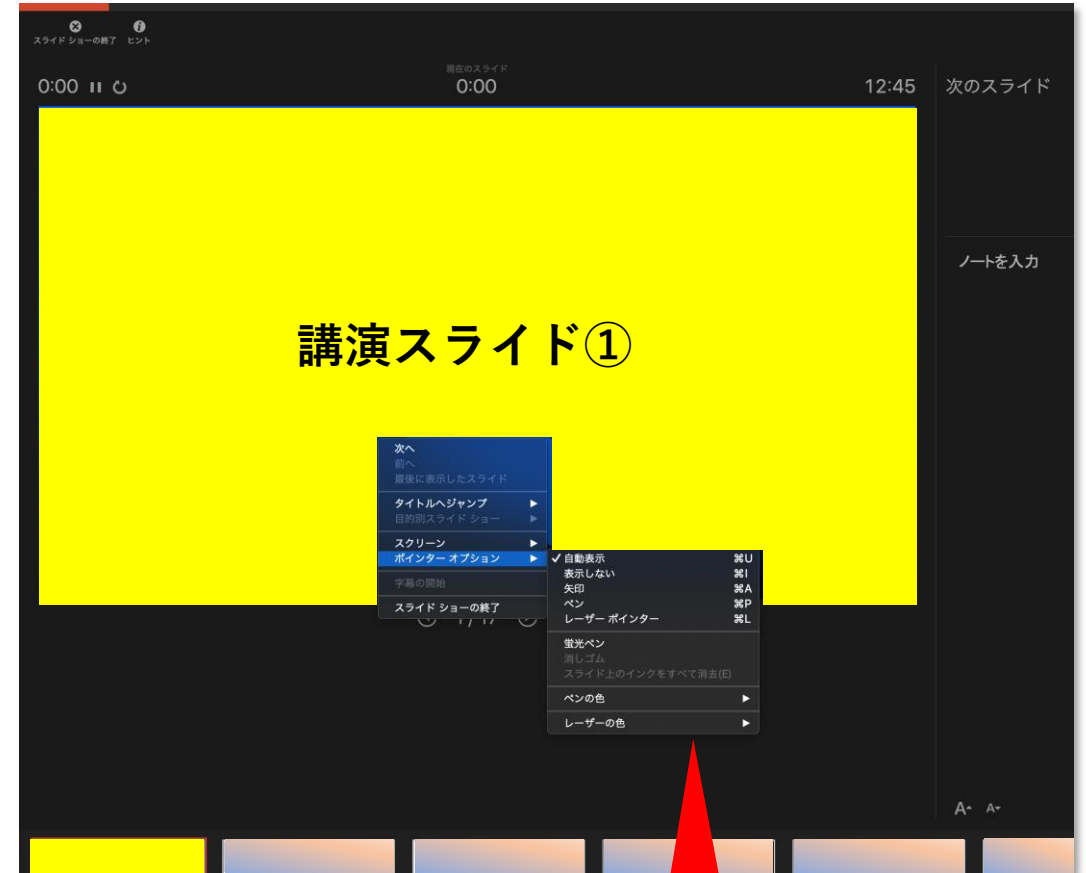 スライド ショーの終了 ヒント
現在のスライド
0:00 0:00 12:45 次のスライド
ノートを入力
講演スライド①
次へ
前へ
最後に表示したスライド
タイトルへジャンプ
目的別スライド ショー
スクリーン
ポインター オプション
字幕の開始
スライド ショーの終了
✓自動表示 ⌘U
表示しない ⌘I
矢印 ⌘A
ペン ⌘P
レーザー ポインター ⌘L
蛍光ペン
消しゴム
スライド上のインクをすべて消去(E)
ペンの色
レーザーの色
A A